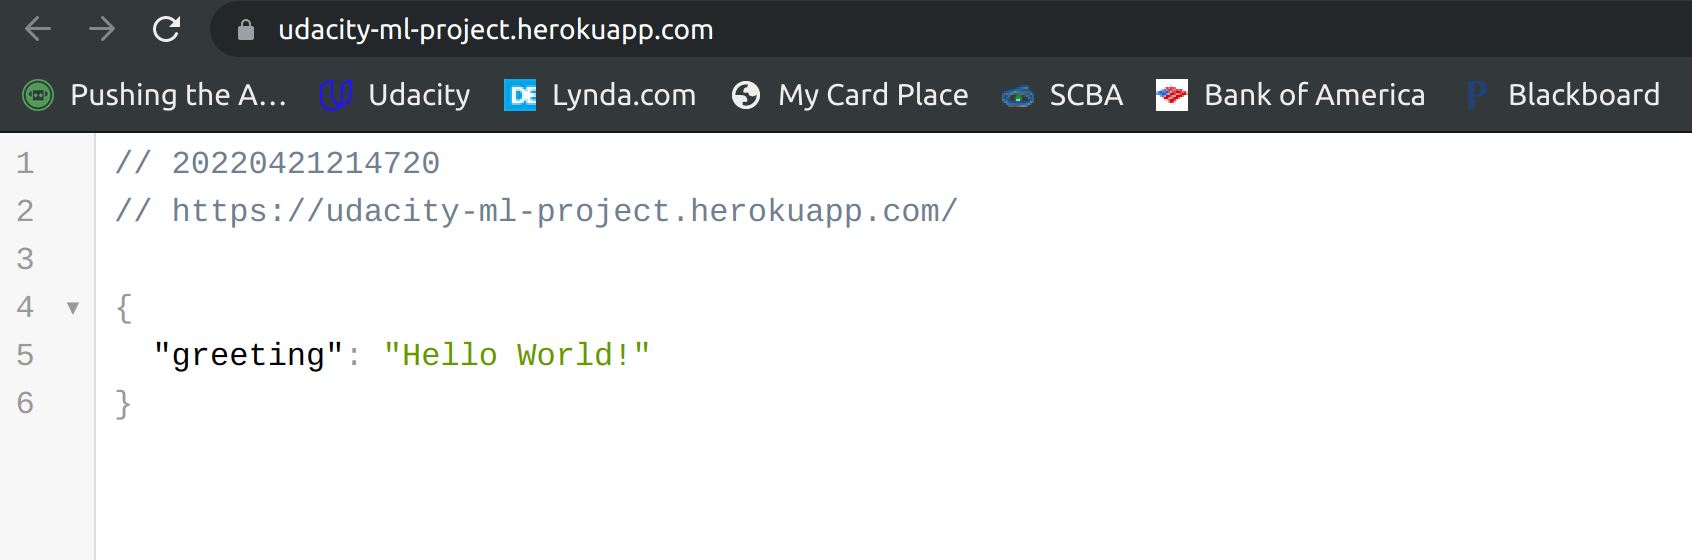 udacity-ml-project.herokuapp.com
Pushing the A... Udacity DE Lynda.com My Card Place SCBA Bank of America P Blackboard
1 // 20220421214720
2 // https://udacity-ml-project.herokuapp.com/
3
4 {
5 "greeting": "Hello World!"
6 }